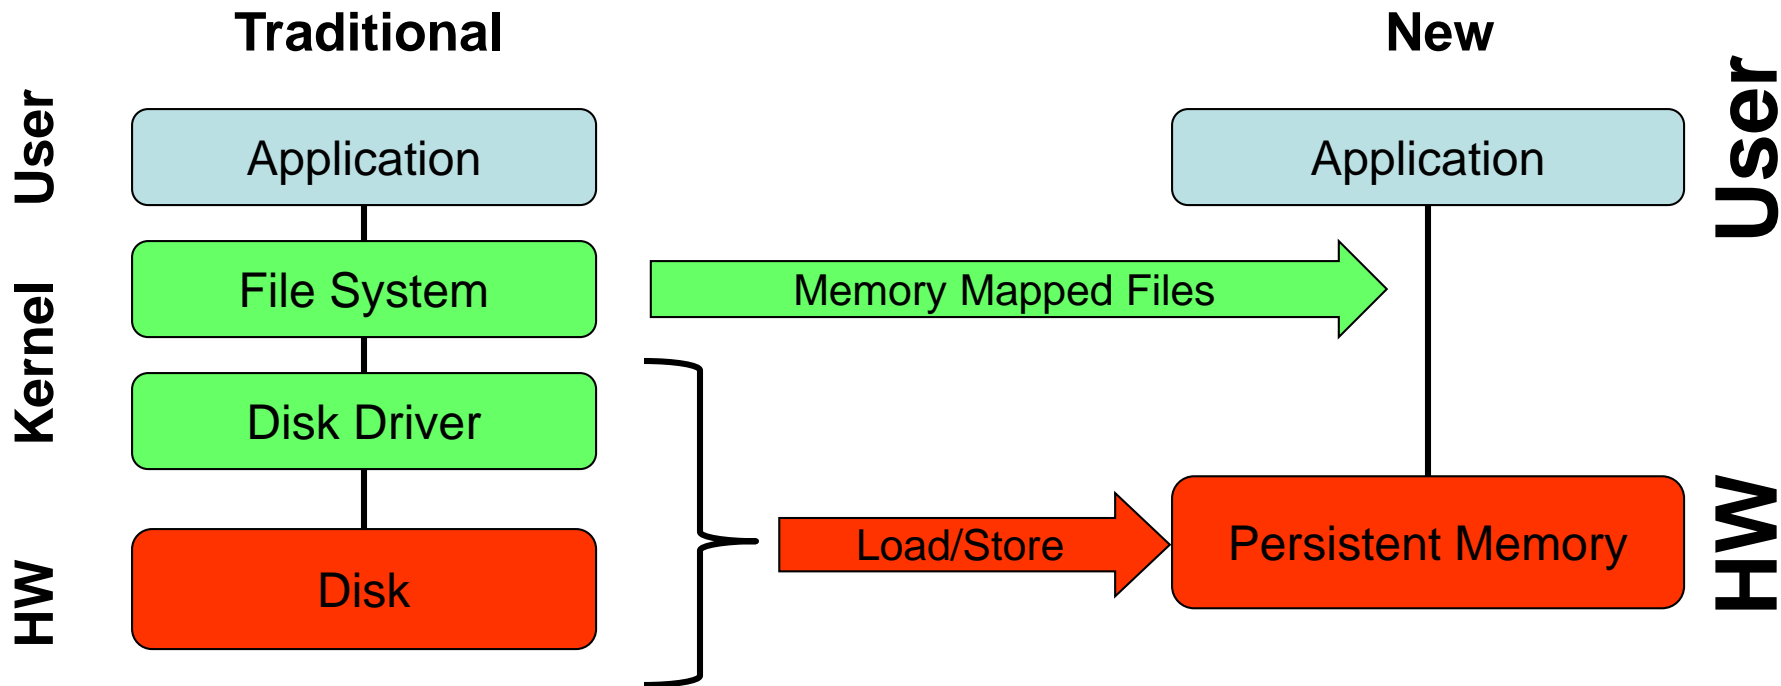 Traditional
New
User
Application
Application
User
Kernel
File System
Memory Mapped Files
Disk Driver
HW
Disk
Load/Store
Persistent Memory
HW